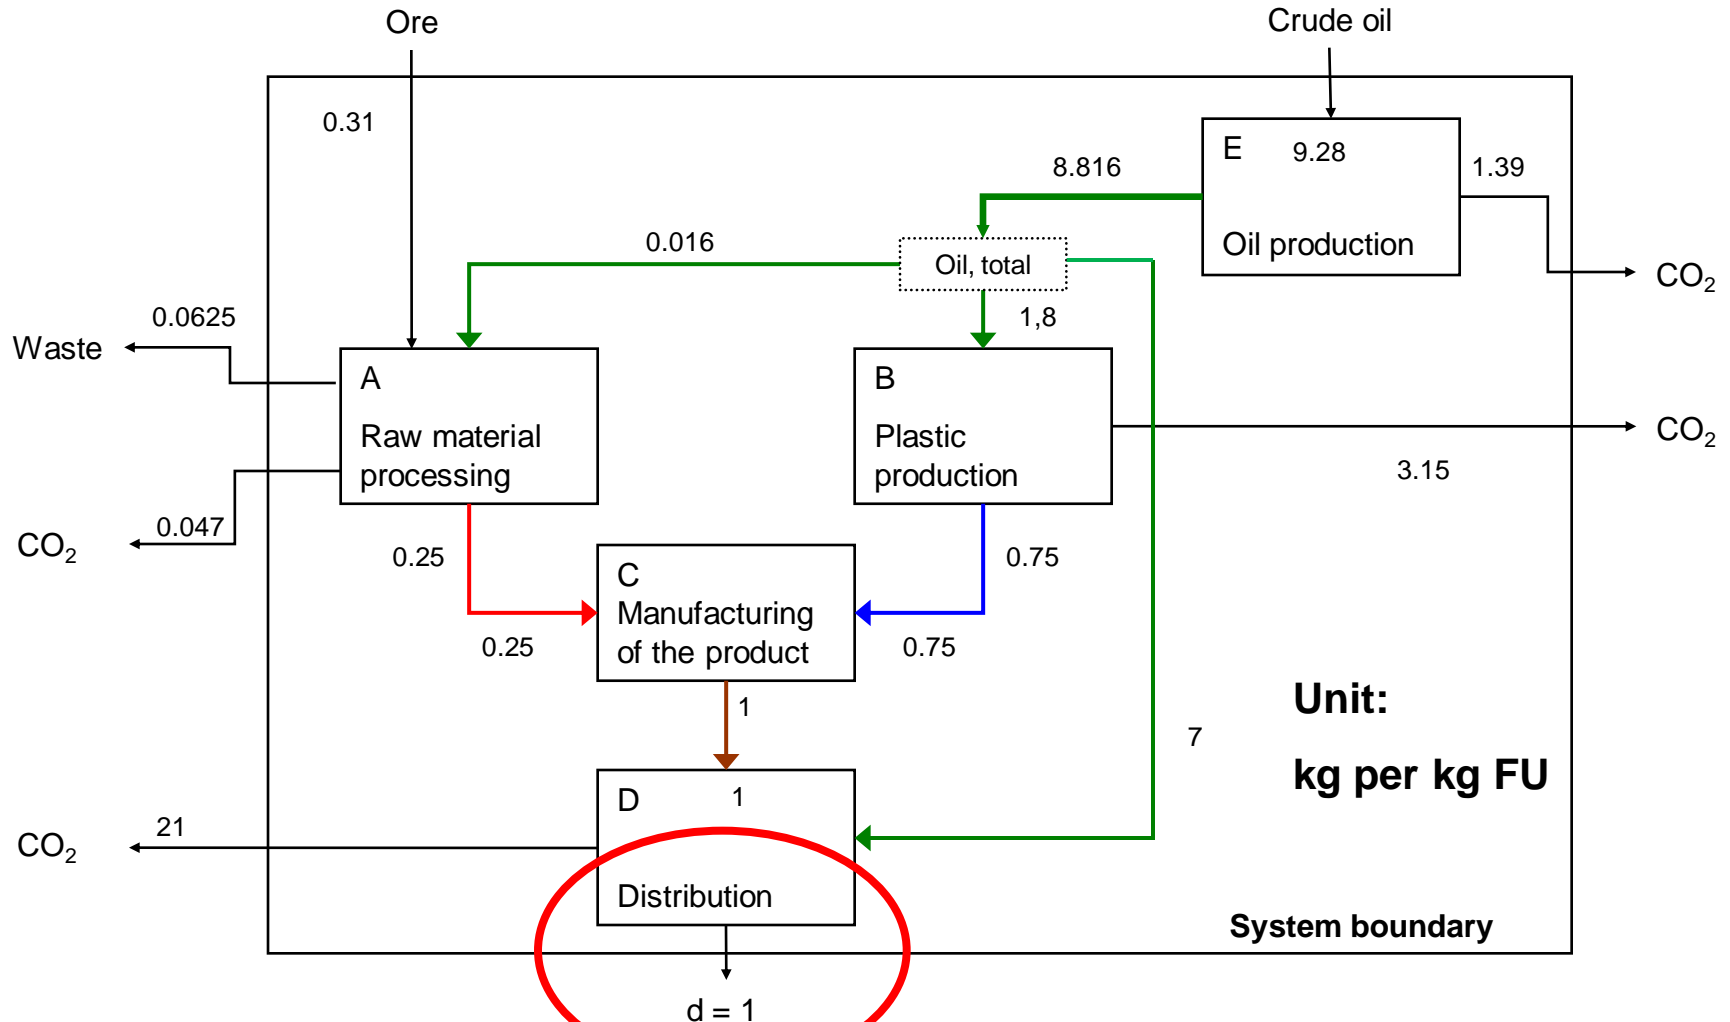 Ore
Crude oil
0.31
E
9.28
8.816
1.39
0.016
Oil production
Oil, total
CO₂
0.0625
1,8
Waste
A
B
Raw material
processing
Plastic
production
CO₂
3.15
0.047
CO₂
0.25
0.75
C
Manufacturing
of the product
0.25
0.75
1
Unit:
7
kg per kg FU
D
1
21
CO₂
Distribution
System boundary
d = 1